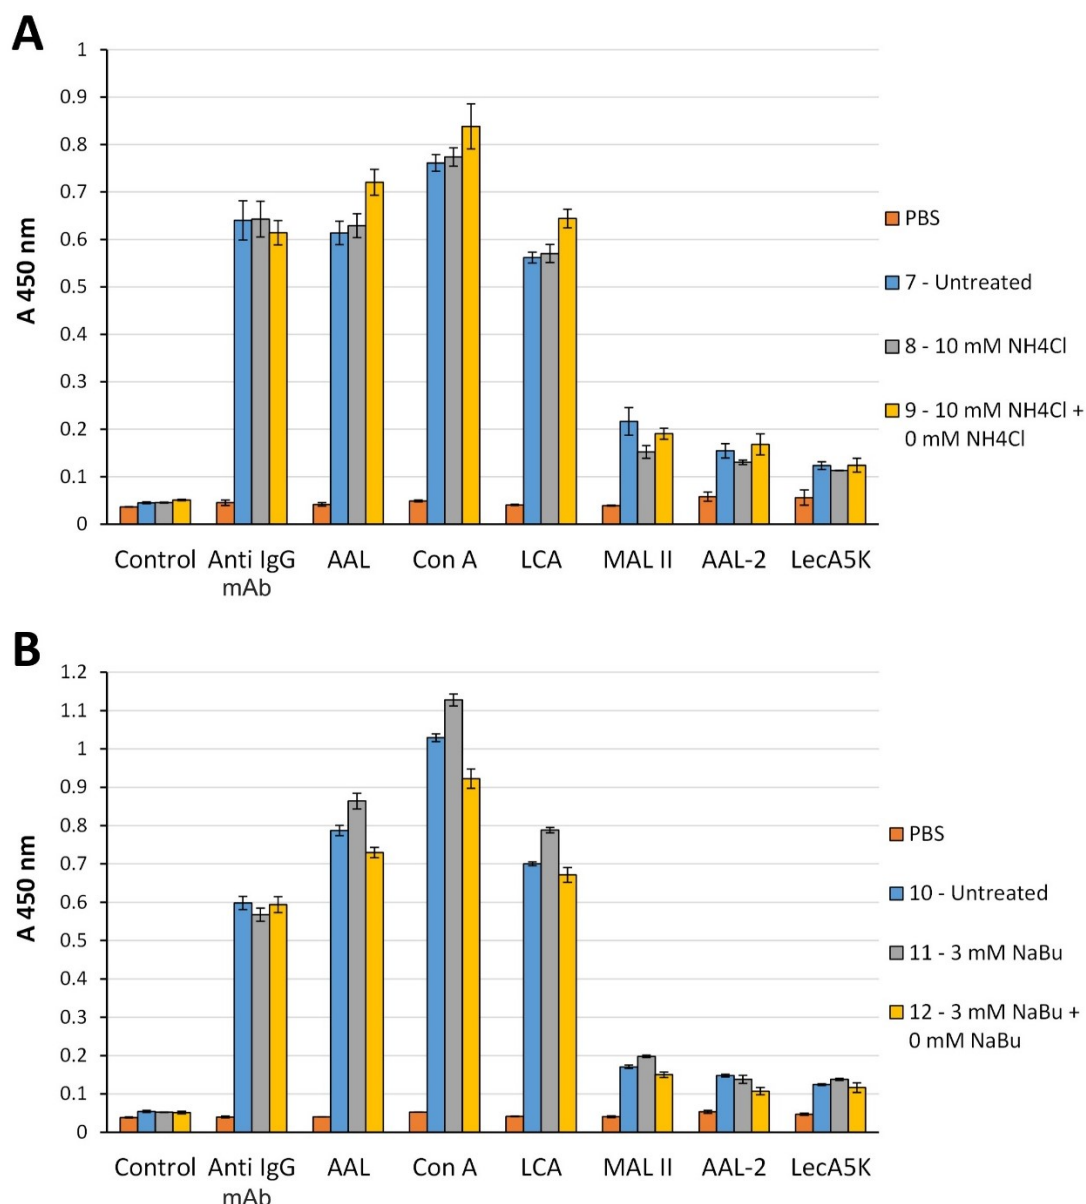 A
1
0.9
0.8
0.7
0.6
0.5
0.4
0.3
0.2
0.1
0
A 450 nm
Control
Anti IgG
mAb
AAL
Con A
LCA
MAL II
AAL-2
LecA5K
PBS
7 - Untreated
8 - 10 mM NH4Cl
9 - 10 mM NH4Cl +
0 mM NH4Cl
B
1.2
1.1
1
0.9
0.8
0.7
0.6
0.5
0.4
0.3
0.2
0.1
0
A 450 nm
Control
Anti IgG
mAb
AAL
Con A
LCA
MAL II
AAL-2
LecA5K
PBS
10 - Untreated
11 - 3 mM NaBu
12 - 3 mM NaBu +
0 mM NaBu